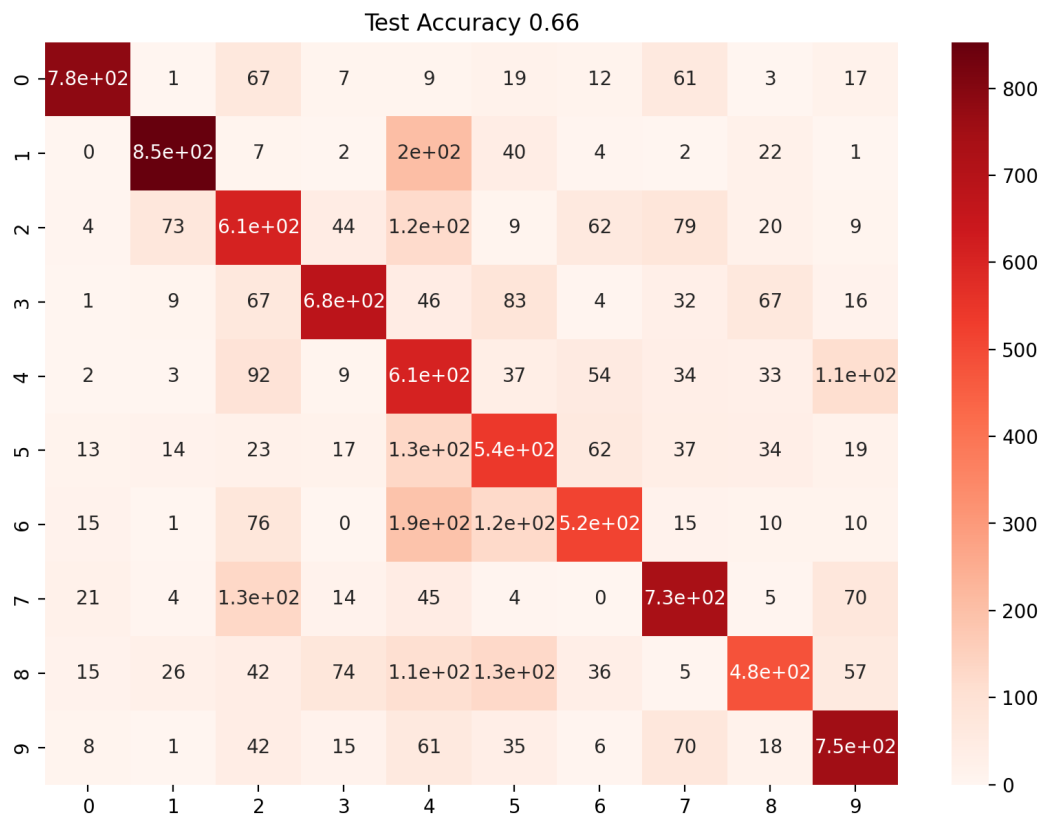 Test Accuracy 0.66
0 7.8e+02 1 67 7 9 19 12 61 3 17
1 0 8.5e+02 7 2 2e+02 40 4 2 22 1
2 4 73 6.1e+02 44 1.2e+02 9 62 79 20 9
3 1 9 67 6.8e+02 46 83 4 32 67 16
4 2 3 92 9 6.1e+02 37 54 34 33 1.1e+02
5 13 14 23 17 1.3e+02 5.4e+02 62 37 34 19
6 15 1 76 0 1.9e+02 1.2e+02 5.2e+02 15 10 10
7 21 4 1.3e+02 14 45 4 0 7.3e+02 5 70
8 15 26 42 74 1.1e+02 1.3e+02 36 5 4.8e+02 57
9 8 1 42 15 61 35 6 70 18 7.5e+02
0 1 2 3 4 5 6 7 8 9
800
700
600
500
400
300
200
100
0